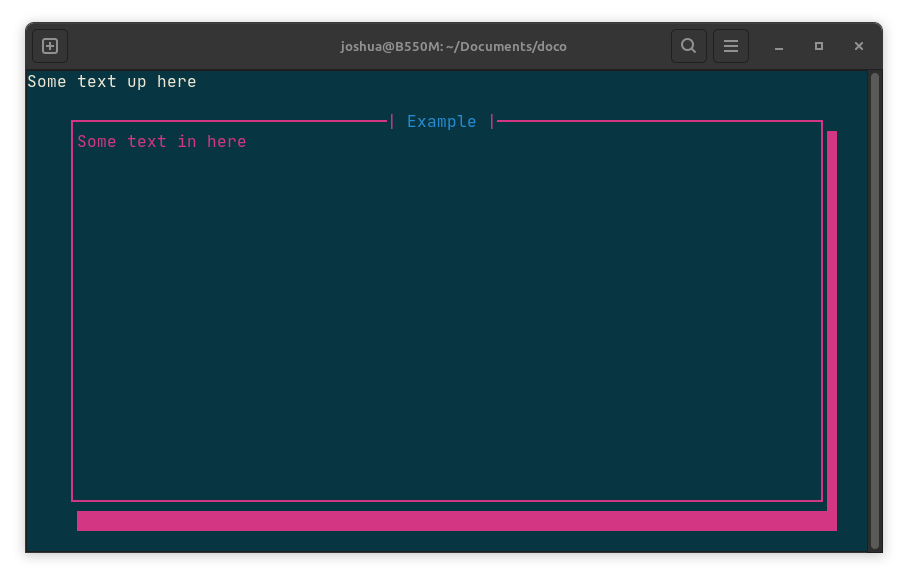 joshua@B550M: ~/Documents/doco
Some text up here
| Example |
Some text in here